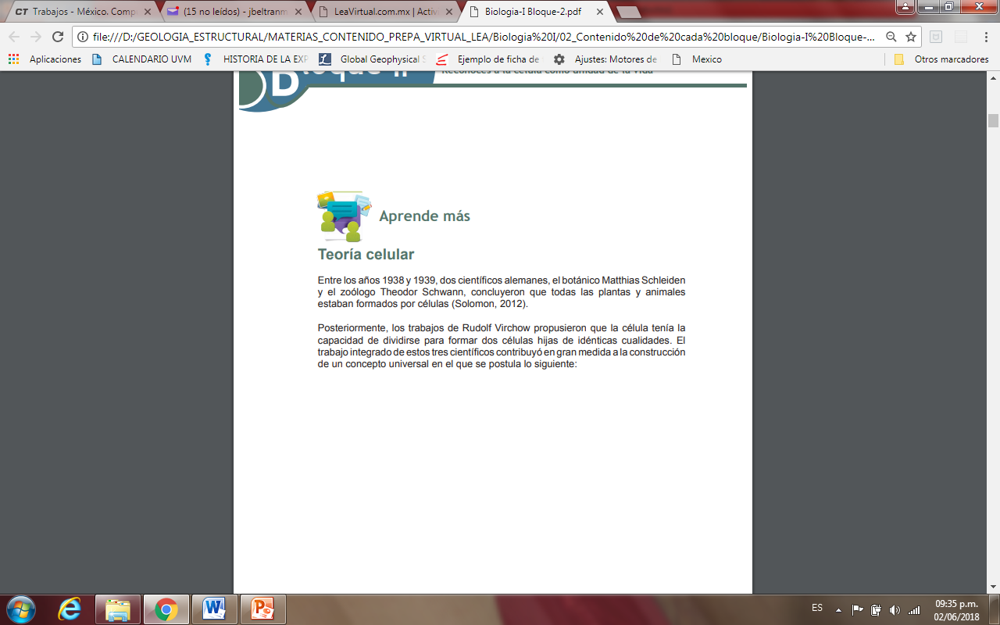 CT Trabajos - México. Comp
(15 no leídos) - jbeltranm
LeaVirtual.com.mx | Activ
Biologia-I Bloque-2.pdf
file:///D:/GEOLOGIA_ESTRUCTURAL/MATERIAS_CONTENIDO_PREPA_VIRTUAL_LEA/Biologia%20I/02_Contenido%20de%20cada%20bloque/Biologia-I%20Bloque-...
Aplicaciones
CALENDARIO UVM
HISTORIA DE LA EXP
Global Geophysical S
Ejemplo de ficha de
Ajustes: Motores de
Mexico
Otros marcadores
Bloque II
Reconoces a la célula como unidad de la vida
Aprende más
Teoría celular
Entre los años 1938 y 1939, dos científicos alemanes, el botánico Matthias Schleiden
y el zoólogo Theodor Schwann, concluyeron que todas las plantas y animales
estaban formados por células (Solomon, 2012).
Posteriormente, los trabajos de Rudolf Virchow propusieron que la célula tenía la
capacidad de dividirse para formar dos células hijas de idénticas cualidades. El
trabajo integrado de estos tres científicos contribuyó en gran medida a la construcción
de un concepto universal en el que se postula lo siguiente:
ES
09:35 p.m.
02/06/2018